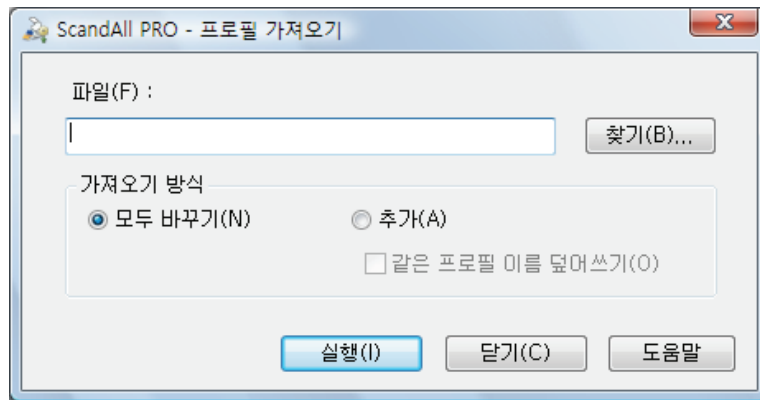 ScandAll PRO - 프로필 가져오기
파일(F) :
찾기(B)...
가져오기 방식
모두 바꾸기(N) 추가(A)
같은 프로필 이름 덮어쓰기(O)
실행(I) 닫기(C) 도움말